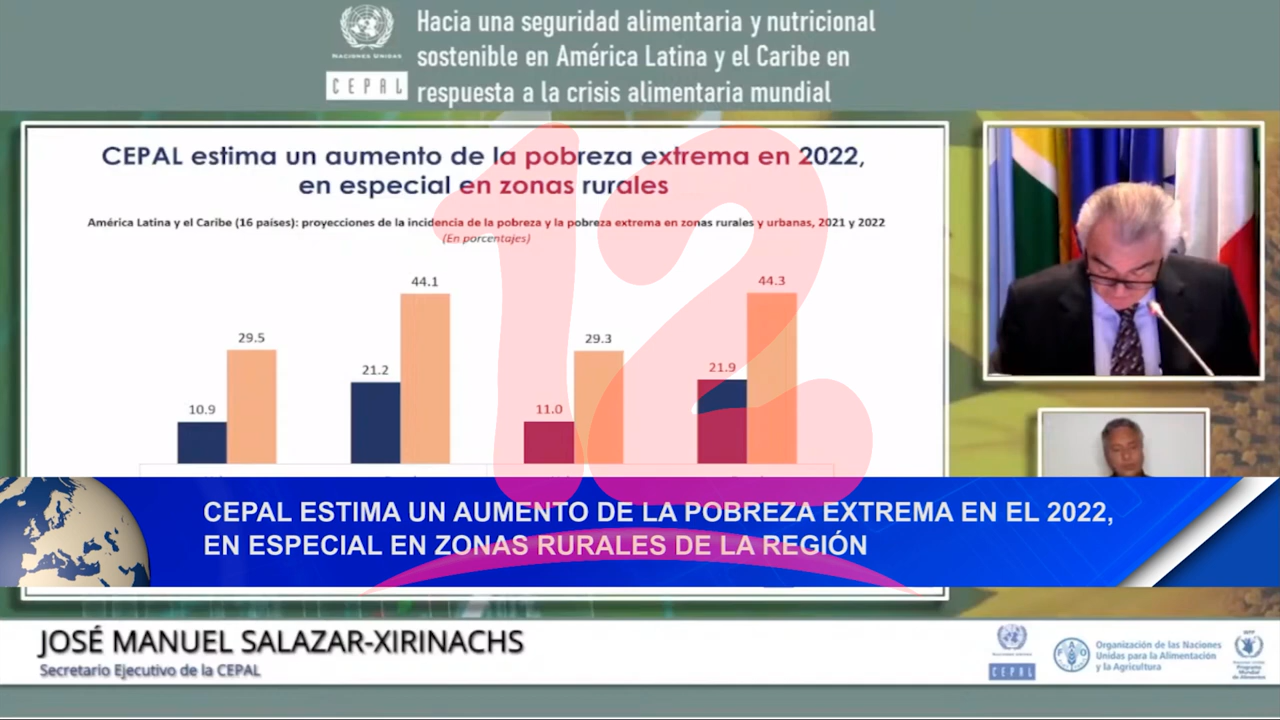 Hacia una seguridad alimentaria y nutricional
sostenible en América Latina y el Caribe en
respuesta a la crisis alimentaria mundial
NACIONES UNIDAS
CEPAL
CEPAL estima un aumento de la pobreza extrema en 2022,
en especial en zonas rurales
América Latina y el Caribe (16 países): proyecciones de la incidencia de la pobreza y la pobreza extrema en zonas rurales y urbanas, 2021 y 2022
(En porcentajes)
10.9
29.5
21.2
44.1
11.0
29.3
21.9
44.3
12
CEPAL ESTIMA UN AUMENTO DE LA POBREZA EXTREMA EN EL 2022,
EN ESPECIAL EN ZONAS RURALES DE LA REGIÓN
JOSÉ MANUEL SALAZAR-XIRINACHS
Secretario Ejecutivo de la CEPAL
CEPAL
FAO
Organización de las Naciones
Unidas para la Alimentación
y la Agricultura